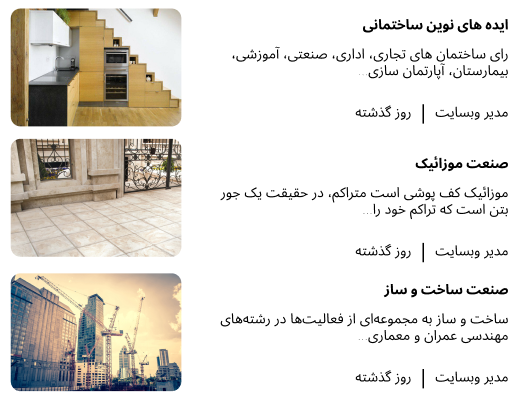 ایده های نوین ساختمانی
رای ساختمان های تجاری، اداری، صنعتی، آموزشی،
بیمارستان، آپارتمان سازی...
مدیر وبسایت | روز گذشته
صنعت موزائیک
موزائیک کف پوشی است متراکم، در حقیقت یک جور
بتن است که تراکم خود را...
مدیر وبسایت | روز گذشته
صنعت ساخت و ساز
ساخت و ساز به مجموعه‌ای از فعالیت‌ها در رشته‌های
مهندسی عمران و معماری...
مدیر وبسایت | روز گذشته